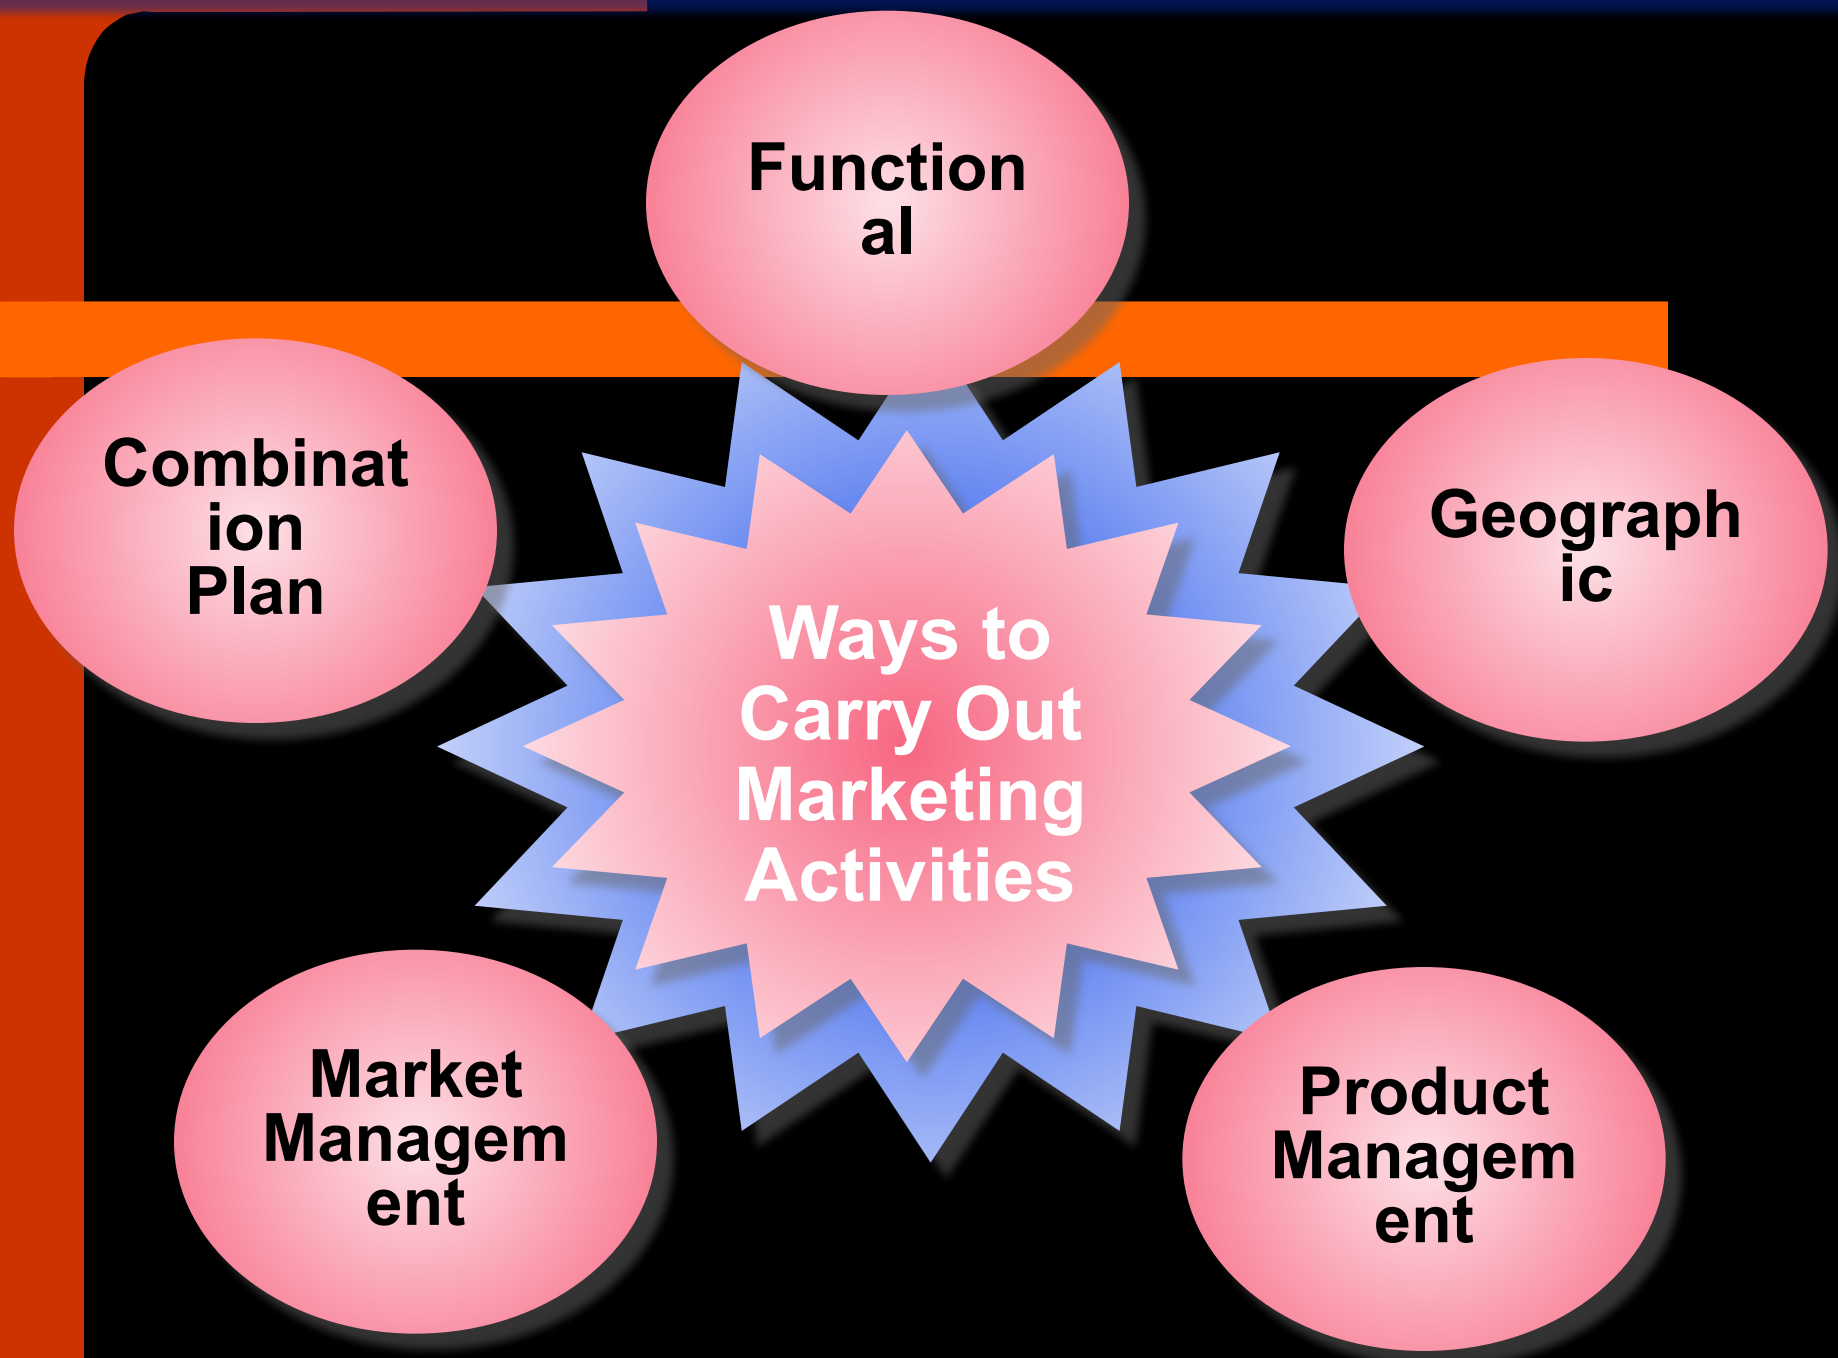 Function
al
Combinat
ion
Plan
Geograph
ic
Ways to
Carry Out
Marketing
Activities
Market
Managem
ent
Product
Managem
ent